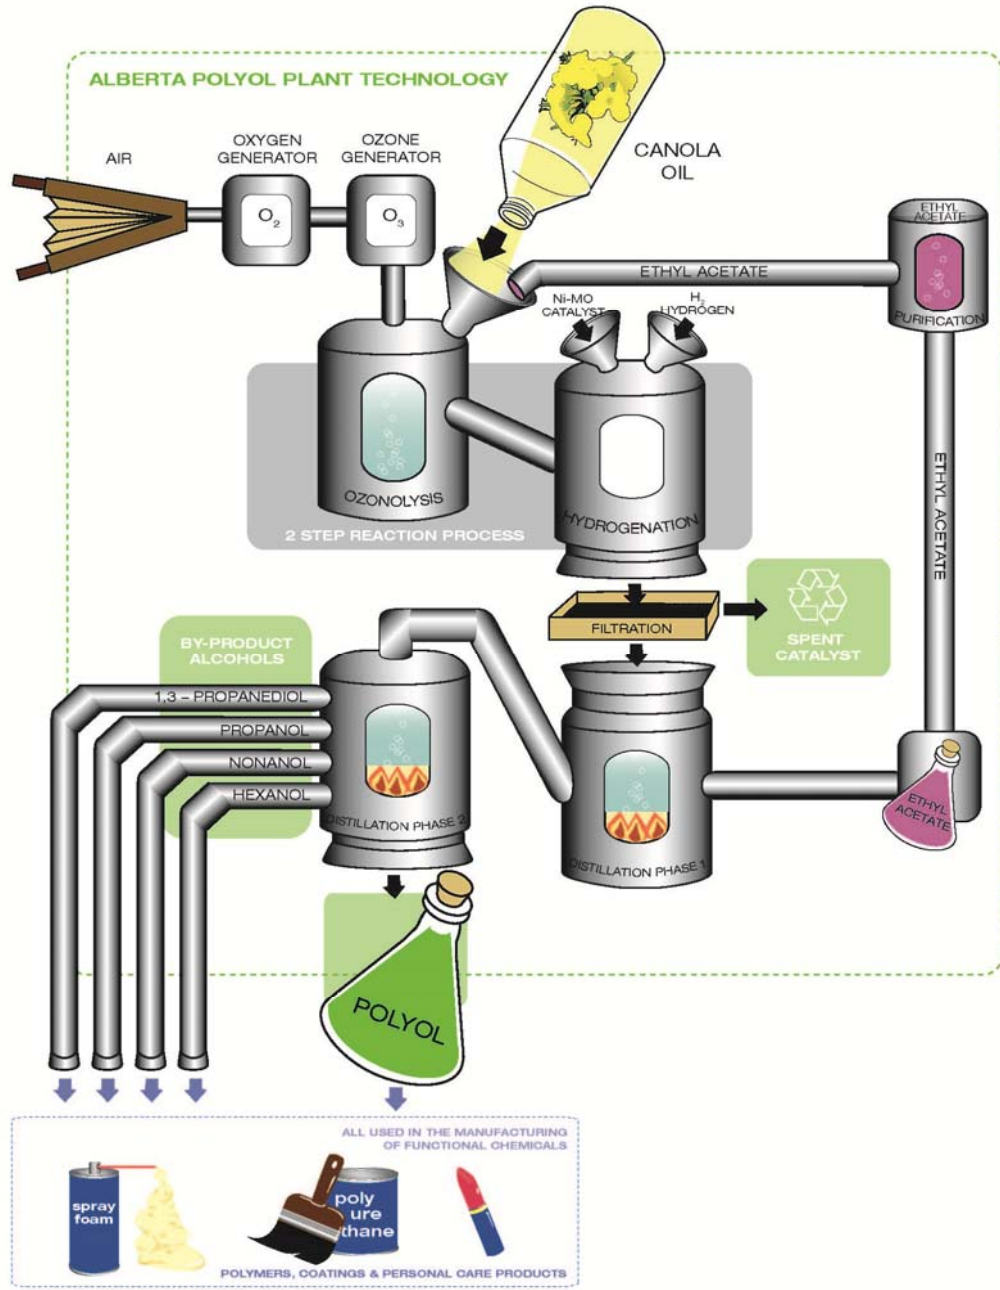 ALBERTA POLYOL PLANT TECHNOLOGY
AIR
OXYGEN
GENERATOR
OZONE
GENERATOR
O2
O3
CANOLA
OIL
ETHYL ACETATE
ETHYL
ACETATE
PURIFICATION
Ni-MO
CATALYST
H2
HYDROGEN
OZONOLYSIS
HYDROGENATION
2 STEP REACTION PROCESS
ETHYL ACETATE
FILTRATION
SPENT
CATALYST
BY-PRODUCT
ALCOHOLS
1,3 – PROPANEDIOL
PROPANOL
NONANOL
HEXANOL
DISTILLATION PHASE 2
DISTILLATION PHASE 1
ETHYL
ACETATE
POLYOL
ALL USED IN THE MANUFACTURING
OF FUNCTIONAL CHEMICALS
spray
foam
poly
ure
thane
POLYMERS, COATINGS & PERSONAL CARE PRODUCTS